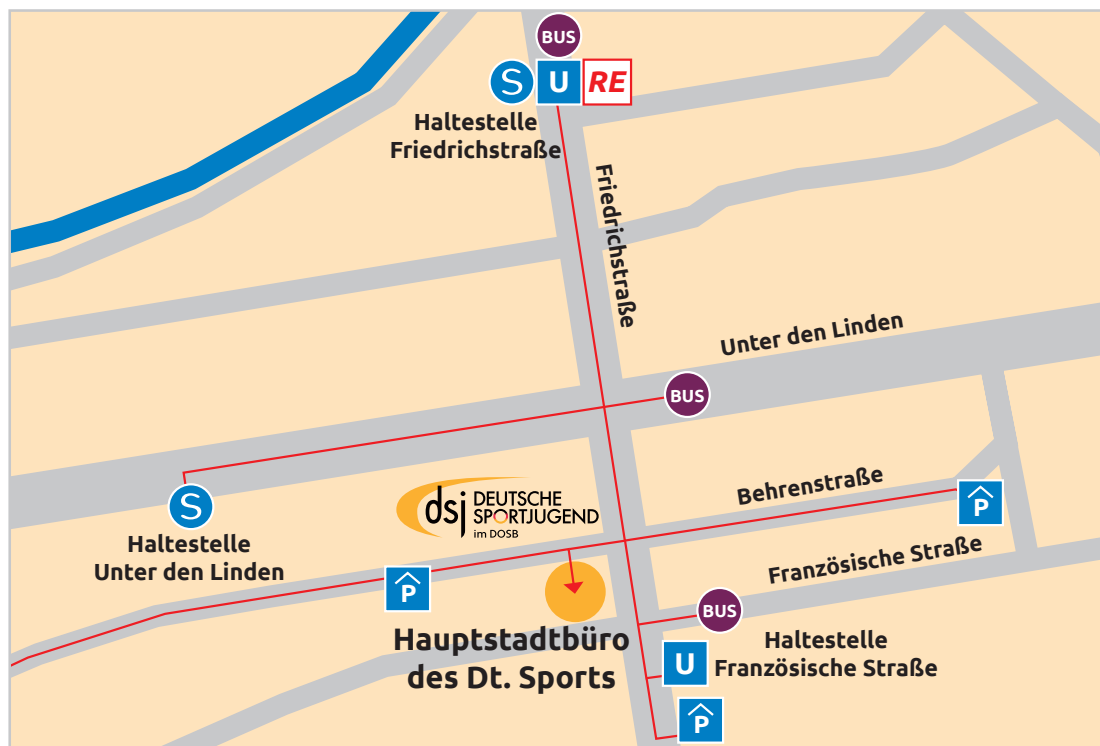 BUS
S U RE
Haltestelle
Friedrichstraße
Friedrichstraße
Unter den Linden
BUS
S
Haltestelle
Unter den Linden
dsj DEUTSCHE
SPORTJUGEND
im DOSB
Behrenstraße
P
Französische Straße
P
BUS
Hauptstadtbüro
des Dt. Sports
Haltestelle
Französische Straße
U
P